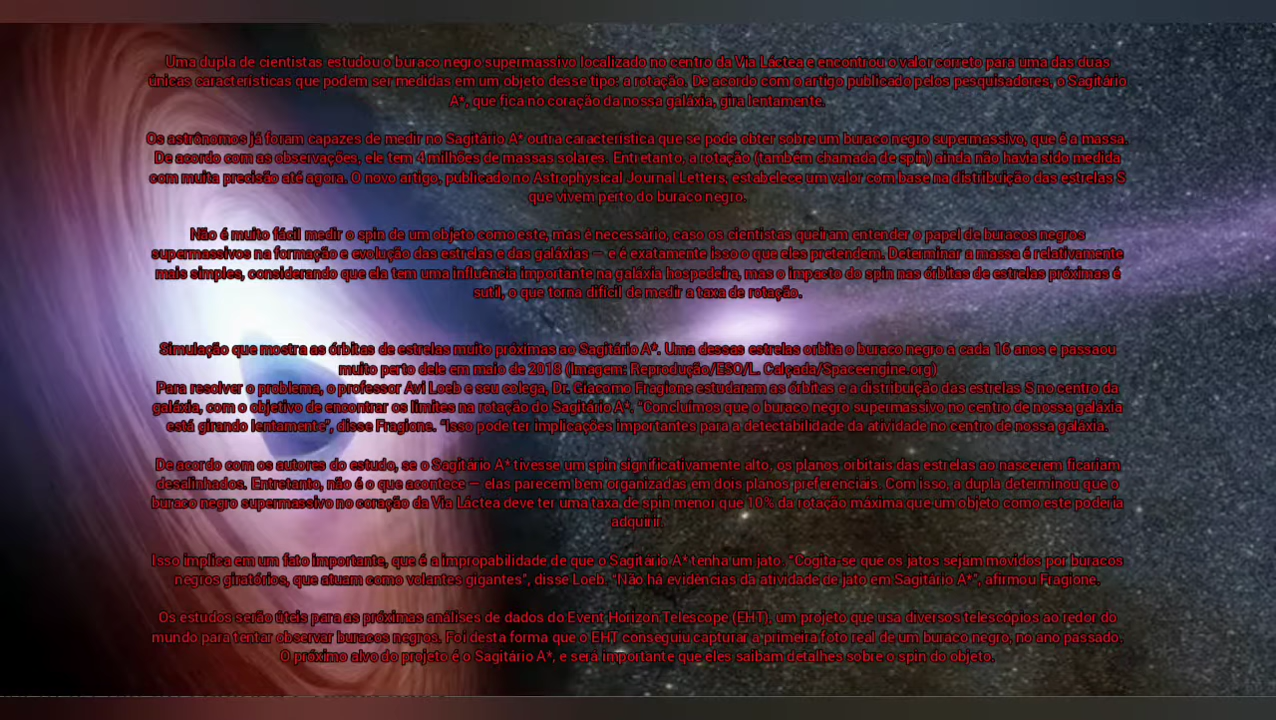 Uma dupla de cientistas estudou o buraco negro supermassivo localizado no centro da Via Láctea e encontrou o valor correto para uma das duas
únicas características que podem ser medidas em um objeto desse tipo: a rotação. De acordo com o artigo publicado pelos pesquisadores, o Sagitário
A*, que fica no coração da nossa galáxia, gira lentamente.
Os astrônomos já foram capazes de medir no Sagitário A* outra característica que se pode obter sobre um buraco negro supermassivo, que é a massa.
De acordo com as observações, ele tem 4 milhões de massas solares. Entretanto, a rotação (também chamada de spin) ainda não havia sido medida
com muita precisão até agora. O novo artigo, publicado no Astrophysical Journal Letters, estabelece um valor com base na distribuição das estrelas S
que vivem perto do buraco negro.
Não é muito fácil medir o spin de um objeto como este, mas é necessário, caso os cientistas queiram entender o papel de buracos negros
supermassivos na formação e evolução das estrelas e das galáxias — e é exatamente isso o que eles pretendem. Determinar a massa é relativamente
mais simples, considerando que ela tem uma influência importante na galáxia hospedeira, mas o impacto do spin nas órbitas de estrelas próximas é
sutil, o que torna difícil de medir a taxa de rotação.
Simulação que mostra as órbitas de estrelas muito próximas ao Sagitário A*. Uma dessas estrelas orbita o buraco negro a cada 16 anos e passaou
muito perto dele em maio de 2018 (Imagem: Reprodução/ESO/L. Calçada/Spaceengine.org)
Para resolver o problema, o professor Avi Loeb e seu colega, Dr. Giacomo Fragione estudaram as órbitas e a distribuição das estrelas S no centro da
galáxia, com o objetivo de encontrar os limites na rotação do Sagitário A*. "Concluímos que o buraco negro supermassivo no centro de nossa galáxia
está girando lentamente", disse Fragione. "Isso pode ter implicações importantes para a detectabilidade da atividade no centro de nossa galáxia.
De acordo com os autores do estudo, se o Sagitário A* tivesse um spin significativamente alto, os planos orbitais das estrelas ao nascerem ficariam
desalinhados. Entretanto, não é o que acontece — elas parecem bem organizadas em dois planos preferenciais. Com isso, a dupla determinou que o
buraco negro supermassivo no coração da Via Láctea deve ter uma taxa de spin menor que 10% da rotação máxima que um objeto como este poderia
adquirir.
Isso implica em um fato importante, que é a impropabilidade de que o Sagitário A* tenha um jato. "Cogita-se que os jatos sejam movidos por buracos
negros giratórios, que atuam como volantes gigantes", disse Loeb. "Não há evidências da atividade de jato em Sagitário A*", afirmou Fragione.
Os estudos serão úteis para as próximas análises de dados do Event Horizon Telescope (EHT), um projeto que usa diversos telescópios ao redor do
mundo para tentar observar buracos negros. Foi desta forma que o EHT conseguiu capturar a primeira foto real de um buraco negro, no ano passado.
O próximo alvo do projeto é o Sagitário A*, e será importante que eles saibam detalhes sobre o spin do objeto.